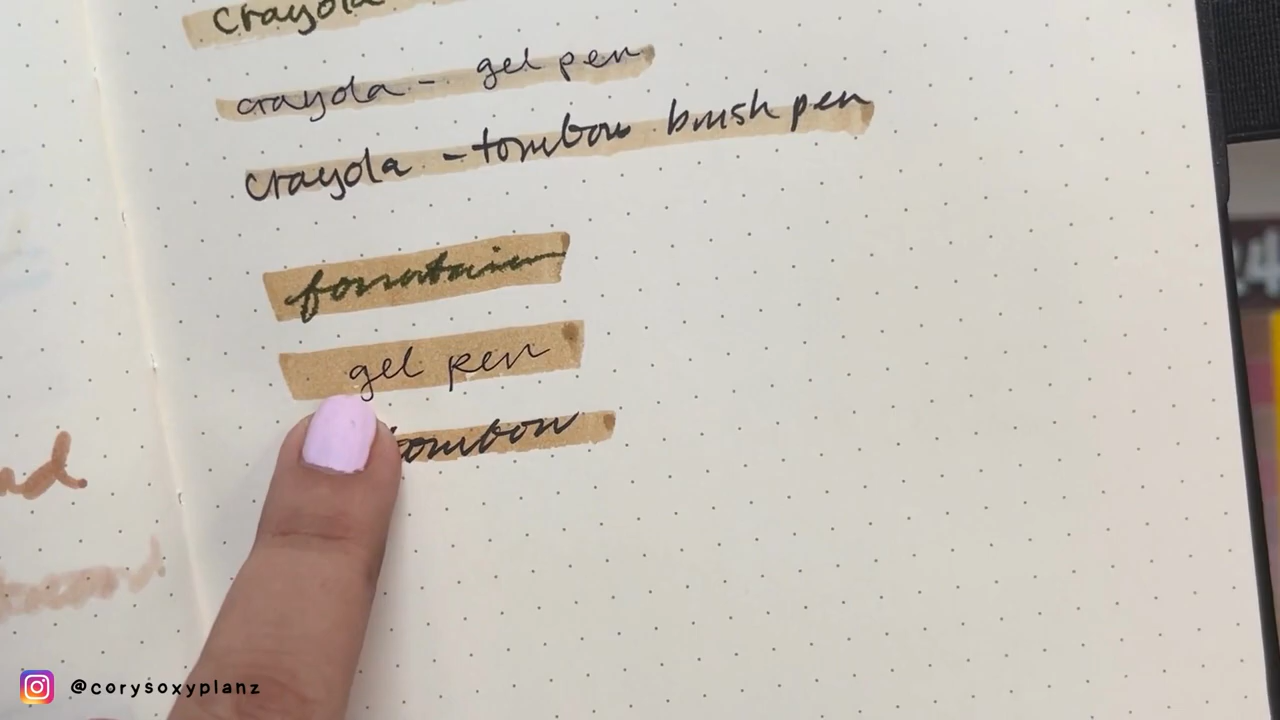 crayola
crayola - gel pen
crayola - tombow brush pen
fountain
gel pen
tombow
@corysoxyplanz